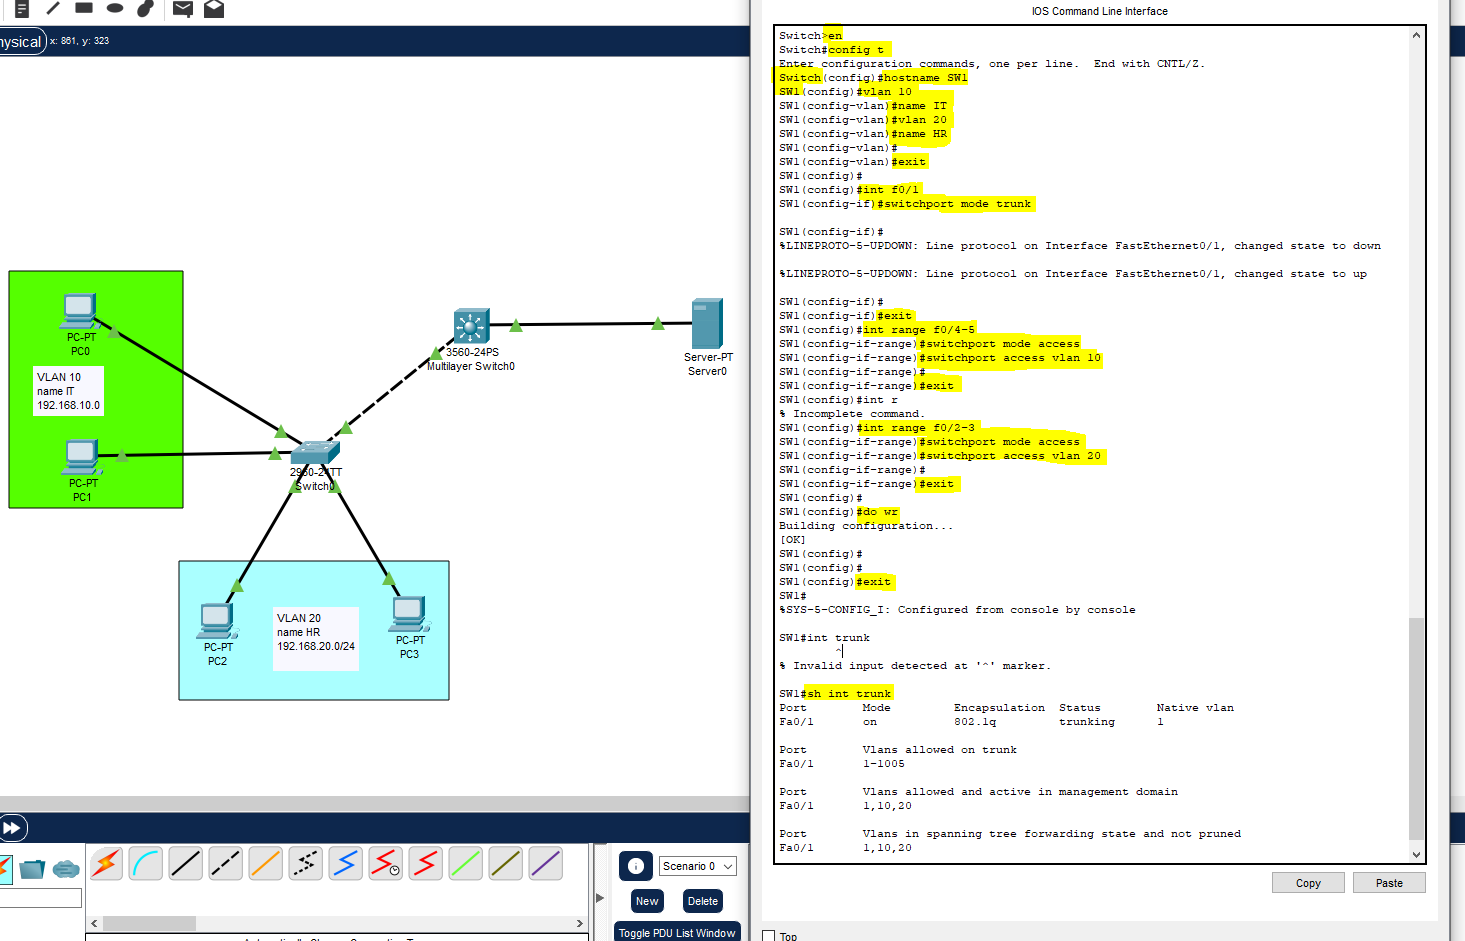 hysical
x: 861, y: 323
PC-PT
PC0
VLAN 10
name IT
192.168.10.0
PC-PT
PC1
3560-24PS
Multilayer Switch0
Server-PT
Server0
2960-24TT
Switch0
PC-PT
PC2
VLAN 20
name HR
192.168.20.0/24
PC-PT
PC3
Scenario 0
New
Delete
Toggle PDU List Window
IOS Command Line Interface
Switch>en
Switch#config t
Enter configuration commands, one per line.  End with CNTL/Z.
Switch(config)#hostname SW1
SW1(config)#vlan 10
SW1(config-vlan)#name IT
SW1(config-vlan)#vlan 20
SW1(config-vlan)#name HR
SW1(config-vlan)#
SW1(config-vlan)#exit
SW1(config)#
SW1(config)#int f0/1
SW1(config-if)#switchport mode trunk
SW1(config-if)#
%LINEPROTO-5-UPDOWN: Line protocol on Interface FastEthernet0/1, changed state to down
%LINEPROTO-5-UPDOWN: Line protocol on Interface FastEthernet0/1, changed state to up
SW1(config-if)#
SW1(config-if)#exit
SW1(config)#int range f0/4-5
SW1(config-if-range)#switchport mode access
SW1(config-if-range)#switchport access vlan 10
SW1(config-if-range)#
SW1(config-if-range)#exit
SW1(config)#int r
% Incomplete command.
SW1(config)#int range f0/2-3
SW1(config-if-range)#switchport mode access
SW1(config-if-range)#switchport access vlan 20
SW1(config-if-range)#
SW1(config-if-range)#exit
SW1(config)#
SW1(config)#do wr
Building configuration...
[OK]
SW1(config)#
SW1(config)#
SW1(config)#exit
SW1#
%SYS-5-CONFIG_I: Configured from console by console
SW1#int trunk
^
% Invalid input detected at '^' marker.
SW1#sh int trunk
Port Mode Encapsulation Status Native vlan
Fa0/1 on 802.1q trunking 1
Port Vlans allowed on trunk
Fa0/1 1-1005
Port Vlans allowed and active in management domain
Fa0/1 1,10,20
Port Vlans in spanning tree forwarding state and not pruned
Fa0/1 1,10,20
Copy
Paste
Top